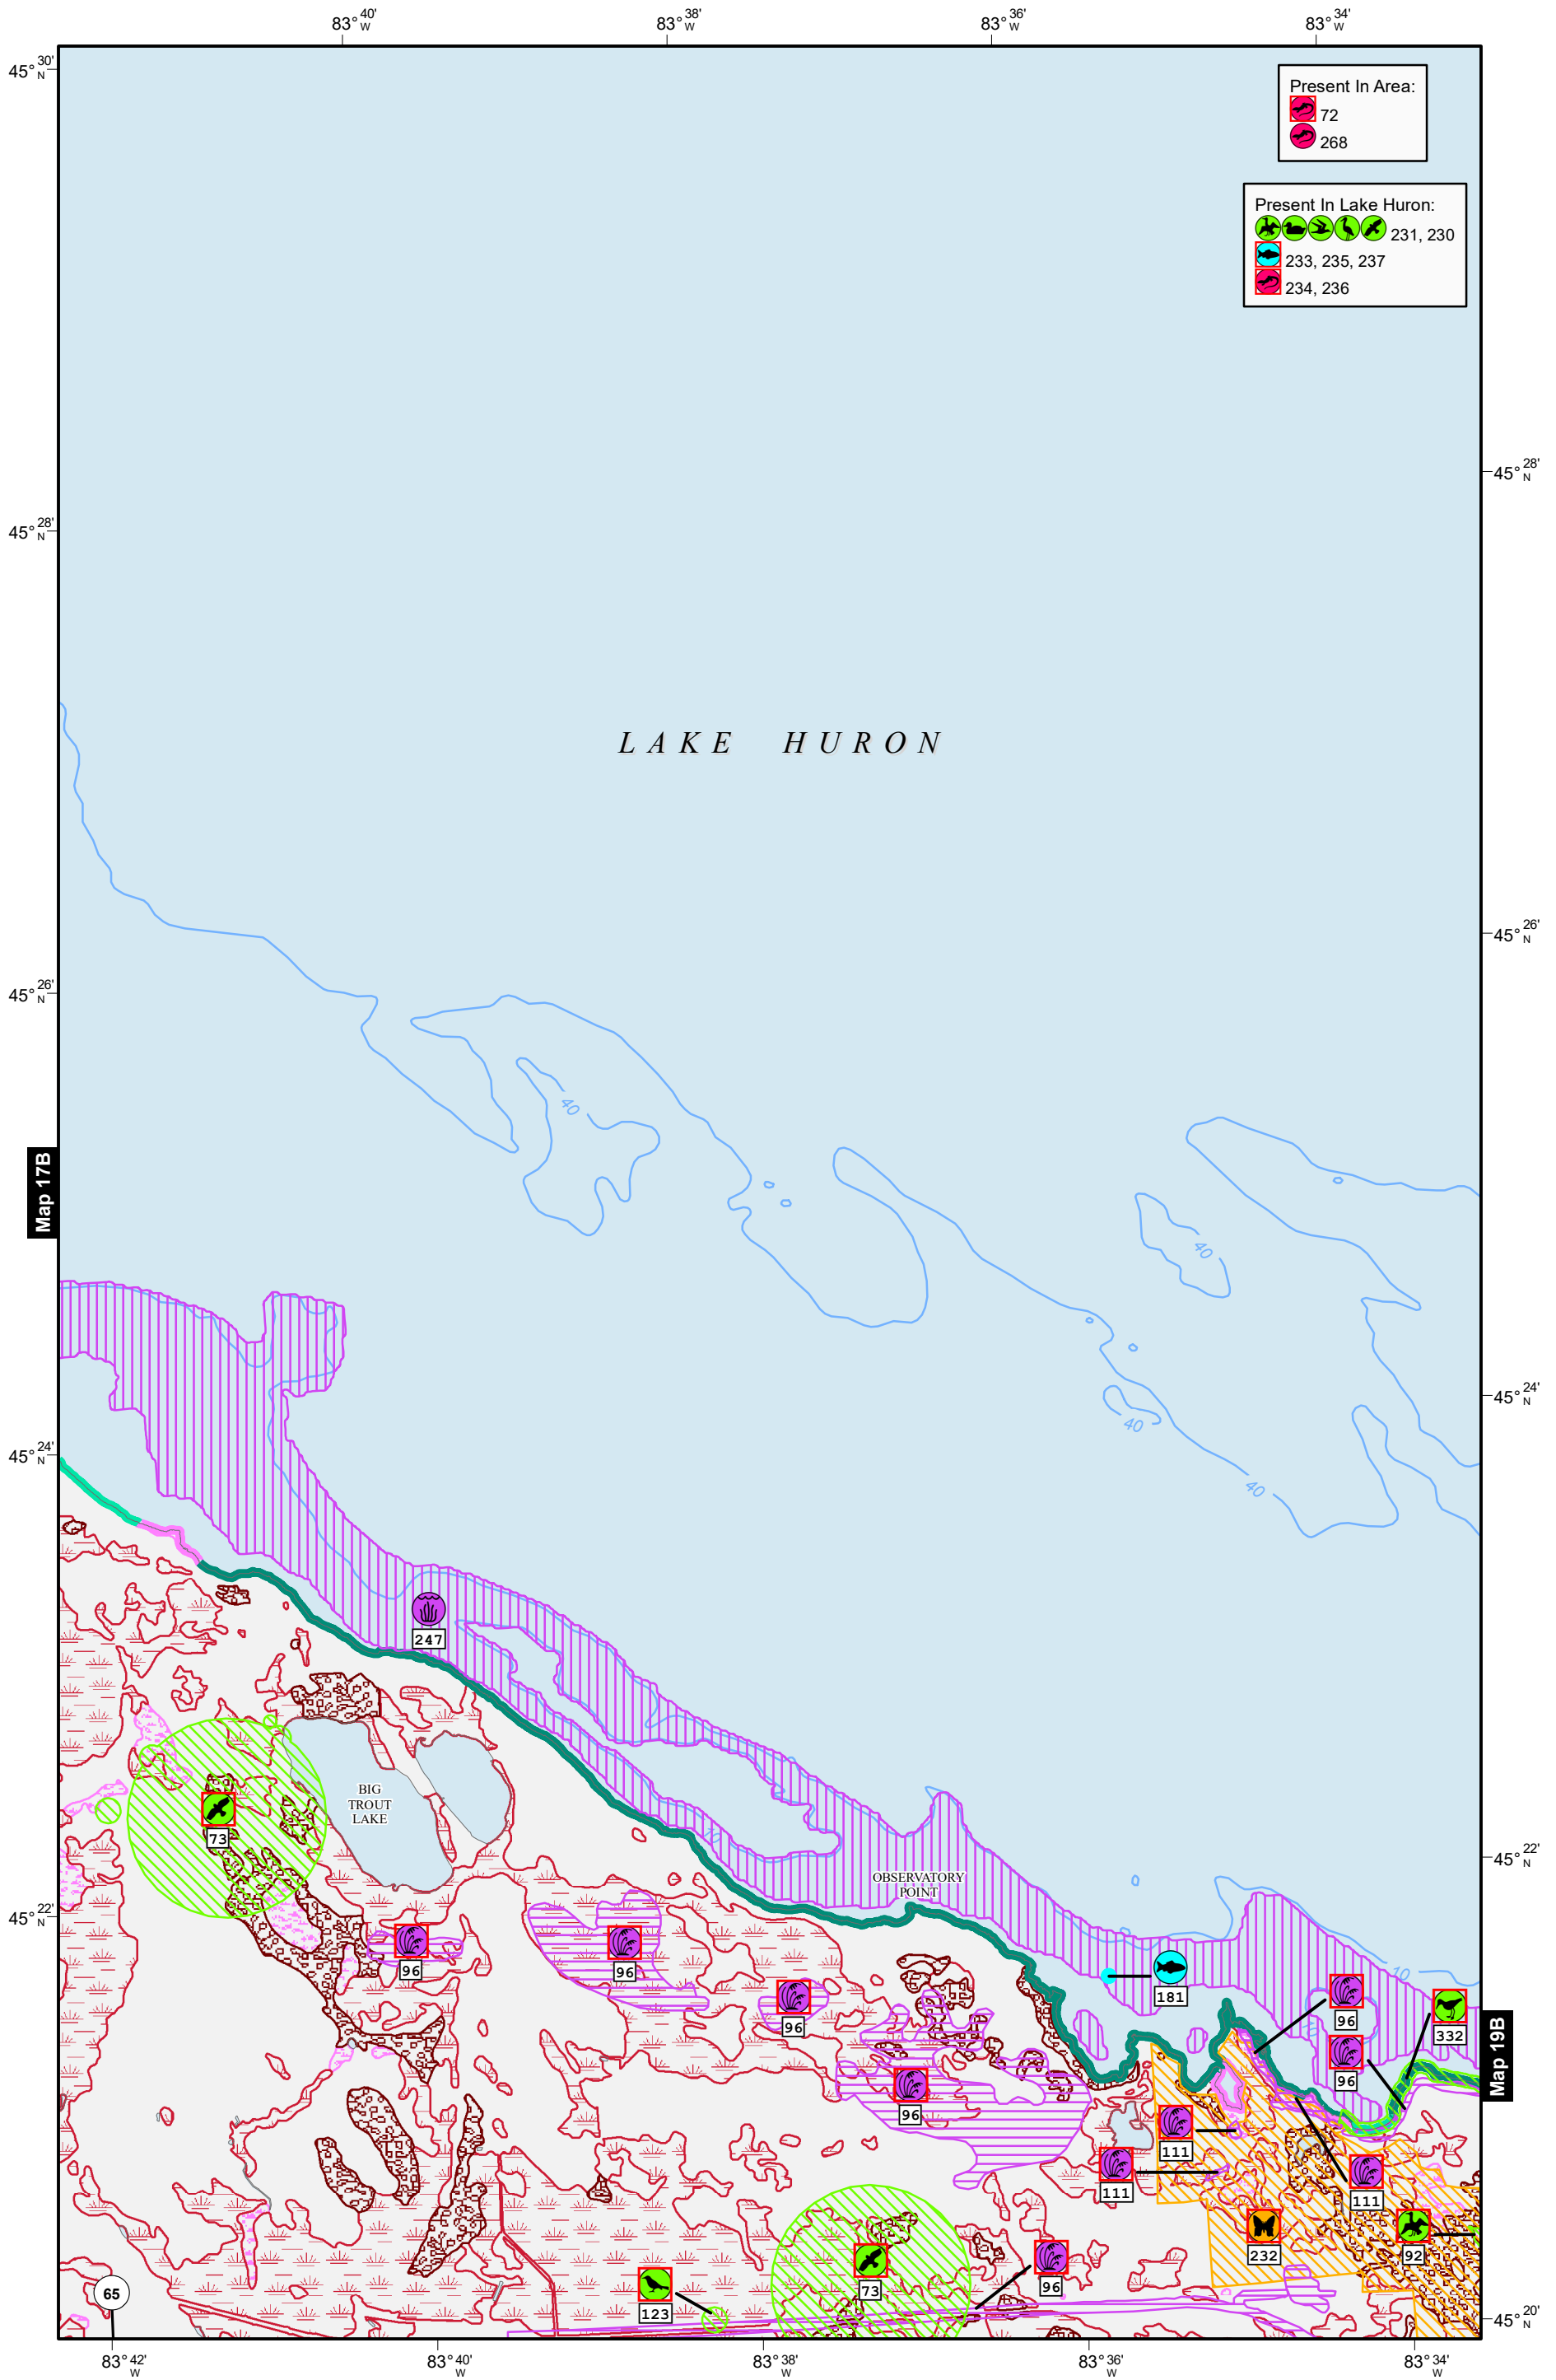 83° 40' W
83° 38' W
83° 36' W
83° 34' W
45° 30' N
Present In Area:
72
268
Present In Lake Huron:
231, 230
233, 235, 237
234, 236
45° 28' N
45° 28' N
LAKE HURON
45° 26' N
45° 26' N
40
Map 17B
40
45° 24' N
40
45° 24' N
40
247
BIG
TROUT
LAKE
73
45° 22' N
OBSERVATORY
POINT
45° 22' N
96
96
10
181
96
96
332
Map 19B
96
96
111
111
111
232
92
73
96
123
65
45° 20' N
83° 42' W
83° 40' W
83° 38' W
83° 36' W
83° 34' W